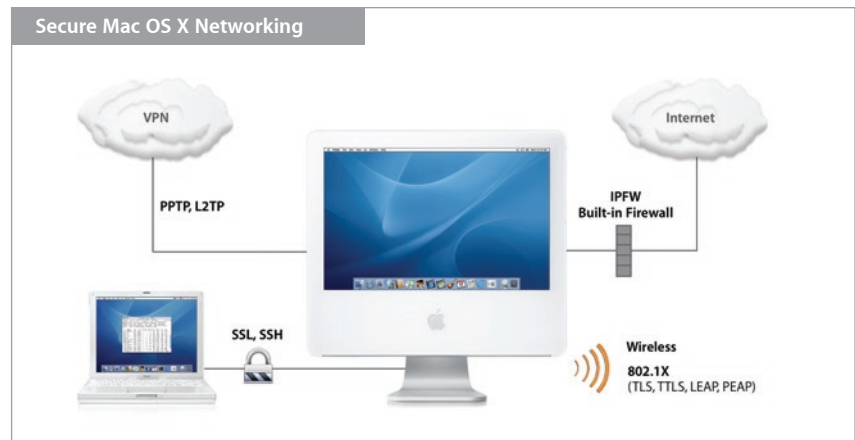 Secure Mac OS X Networking
VPN
Internet
PPTP, L2TP
IPFW
Built-in Firewall
SSL, SSH
Wireless
802.1X
(TLS, TTLS, LEAP, PEAP)